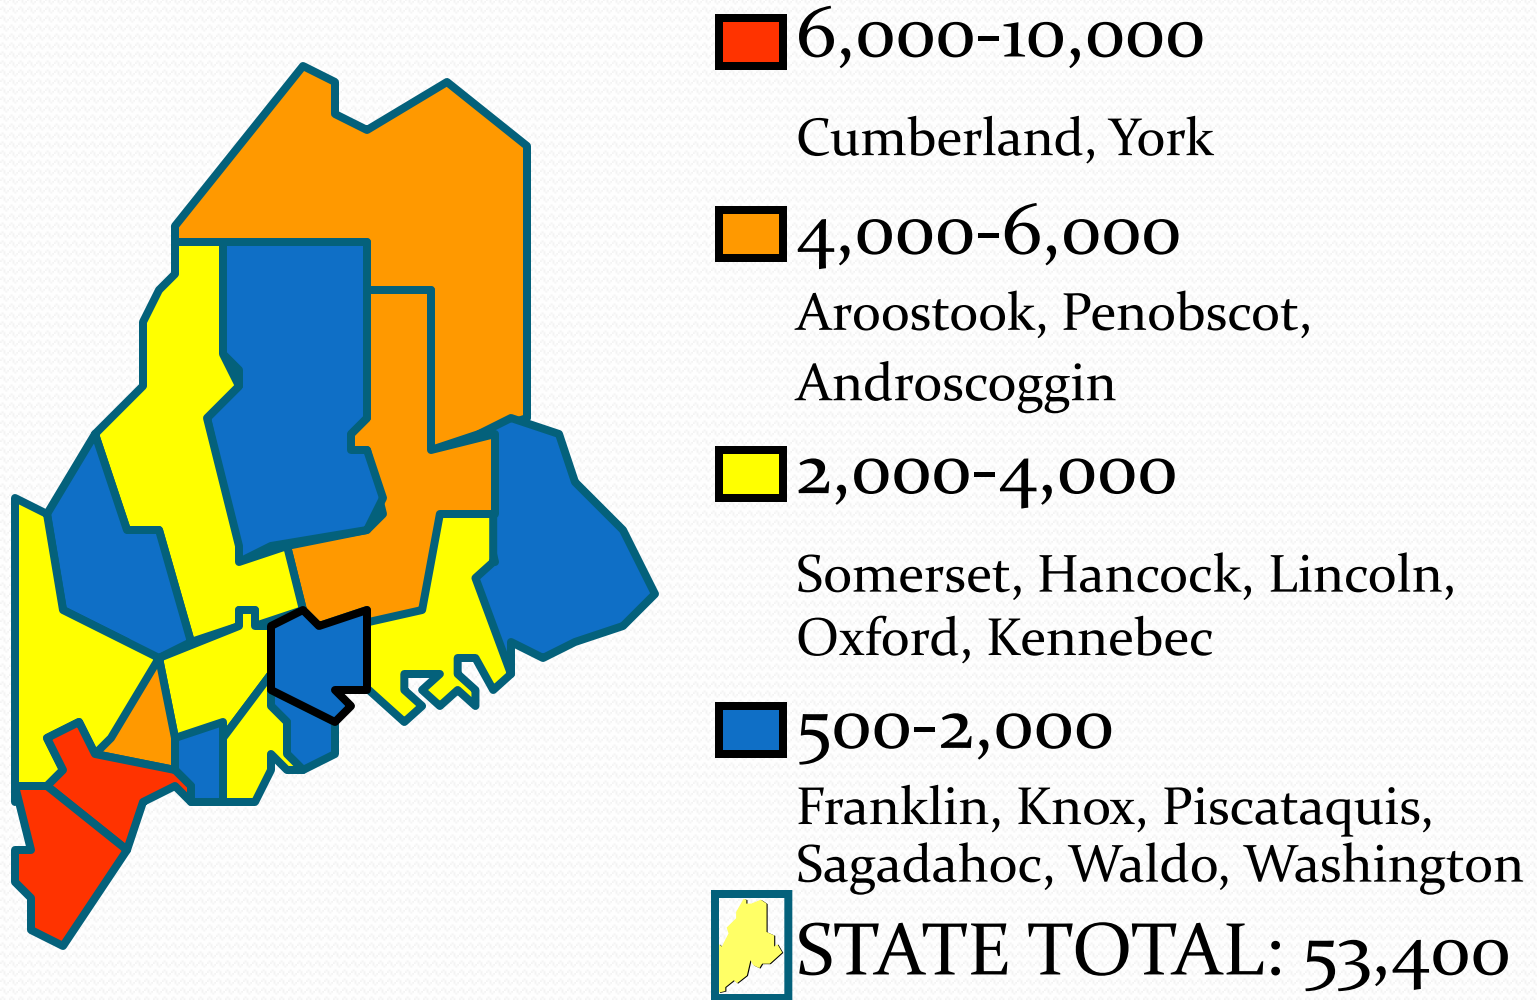 6,000-10,000
Cumberland, York
4,000-6,000
Aroostook, Penobscot,
Androscoggin
2,000-4,000
Somerset, Hancock, Lincoln,
Oxford, Kennebec
500-2,000
Franklin, Knox, Piscataquis,
Sagadahoc, Waldo, Washington
STATE TOTAL: 53,400